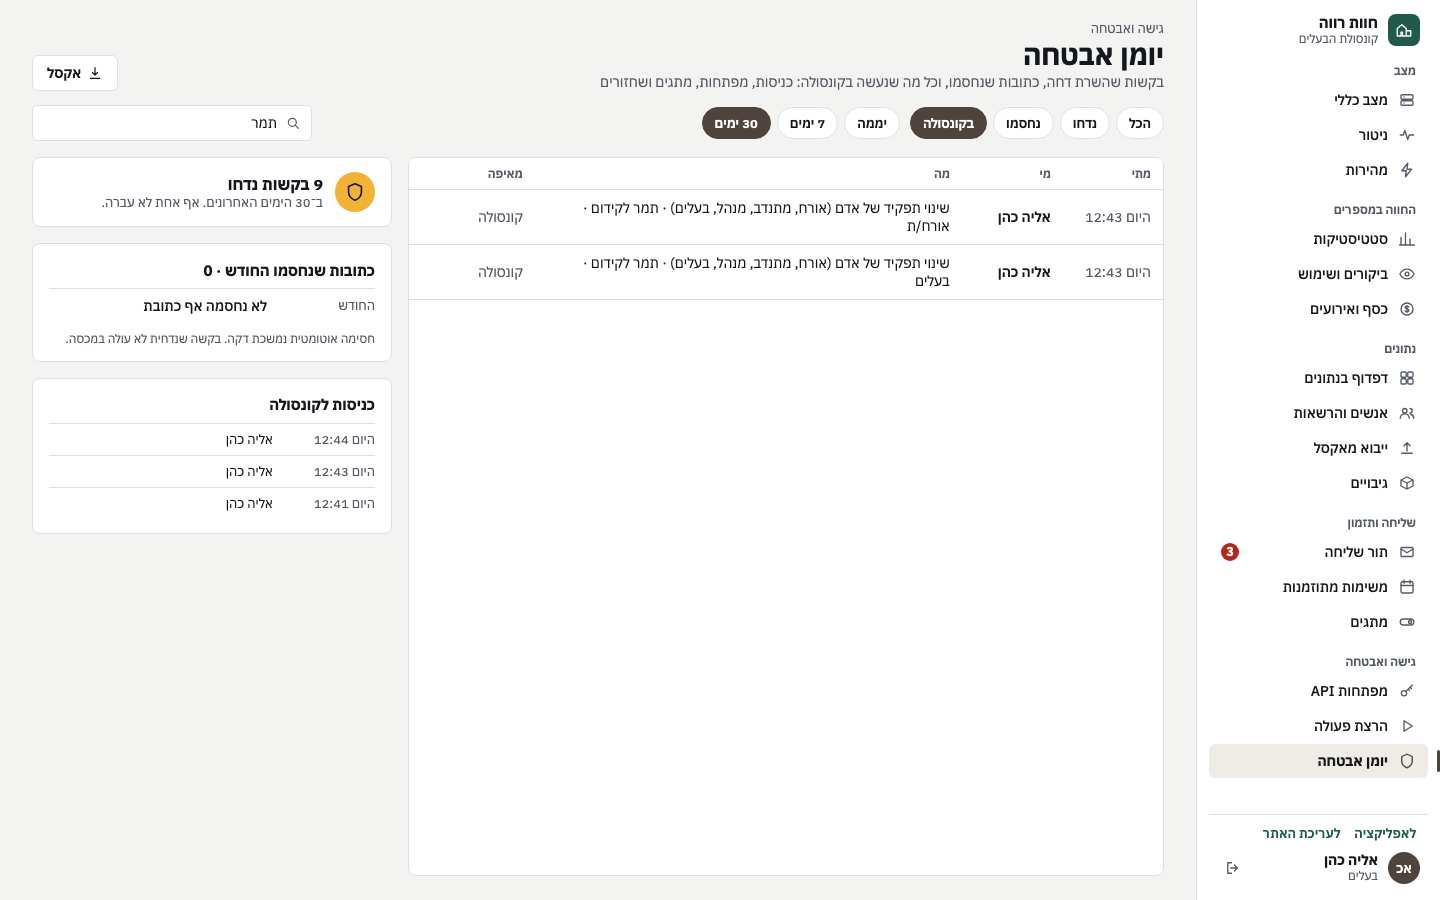 חוות רווה
קונסולת הבעלים
מצב
מצב כללי
ניטור
מהירות
החווה במספרים
סטטיסטיקות
ביקורים ושימוש
כסף ואירועים
נתונים
דפדוף בנתונים
אנשים והרשאות
ייבוא מאקסל
גיבויים
שליחה ותזמון
תור שליחה
3
משימות מתוזמנות
מתגים
גישה ואבטחה
מפתחות API
הרצת פעולה
יומן אבטחה
לאפליקציה
לעריכת האתר
אכ
אליה כהן
בעלים
גישה ואבטחה
יומן אבטחה
בקשות שהשרת דחה, כתובות שנחסמו, וכל מה שנעשה בקונסולה: כניסות, מפתחות, מתגים ושחזורים
אקסל
הכל
נדחו
נחסמו
בקונסולה
יממה
7 ימים
30 ימים
תמר
מתי
מי
מה
מאיפה
היום 12:43
אליה כהן
שינוי תפקיד של אדם (אורח, מתנדב, מנהל, בעלים) · תמר לקידום ·
אורח/ת
קונסולה
היום 12:43
אליה כהן
שינוי תפקיד של אדם (אורח, מתנדב, מנהל, בעלים) · תמר לקידום ·
בעלים
קונסולה
9 בקשות נדחו
ב־30 הימים האחרונים. אף אחת לא עברה.
כתובות שנחסמו החודש · 0
החודש
לא נחסמה אף כתובת
חסימה אוטומטית נמשכת דקה. בקשה שנדחית לא עולה במכסה.
כניסות לקונסולה
היום 12:44
אליה כהן
היום 12:43
אליה כהן
היום 12:41
אליה כהן